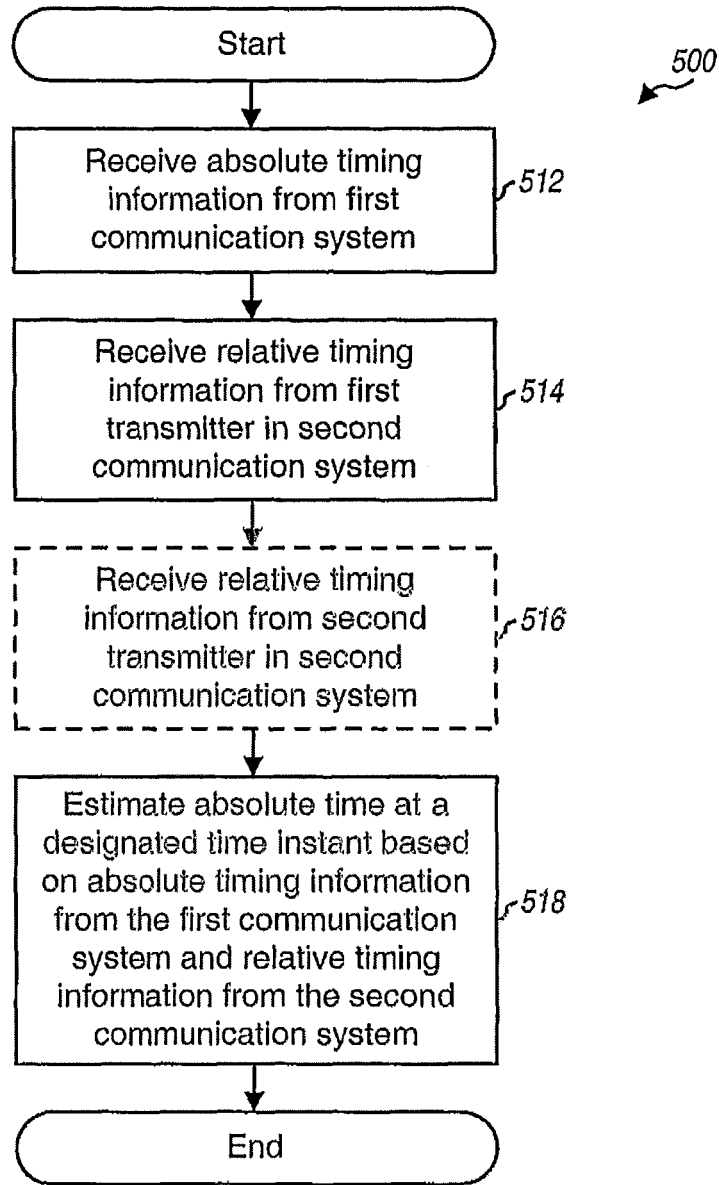 Start
500
Receive absolute timing
information from first
communication system
512
Receive relative timing
information from first
transmitter in second
communication system
514
Receive relative timing
information from second
transmitter in second
communication system
516
Estimate absolute time at a
designated time instant based
on absolute timing information
from the first communication
system and relative timing
information from the second
communication system
518
End